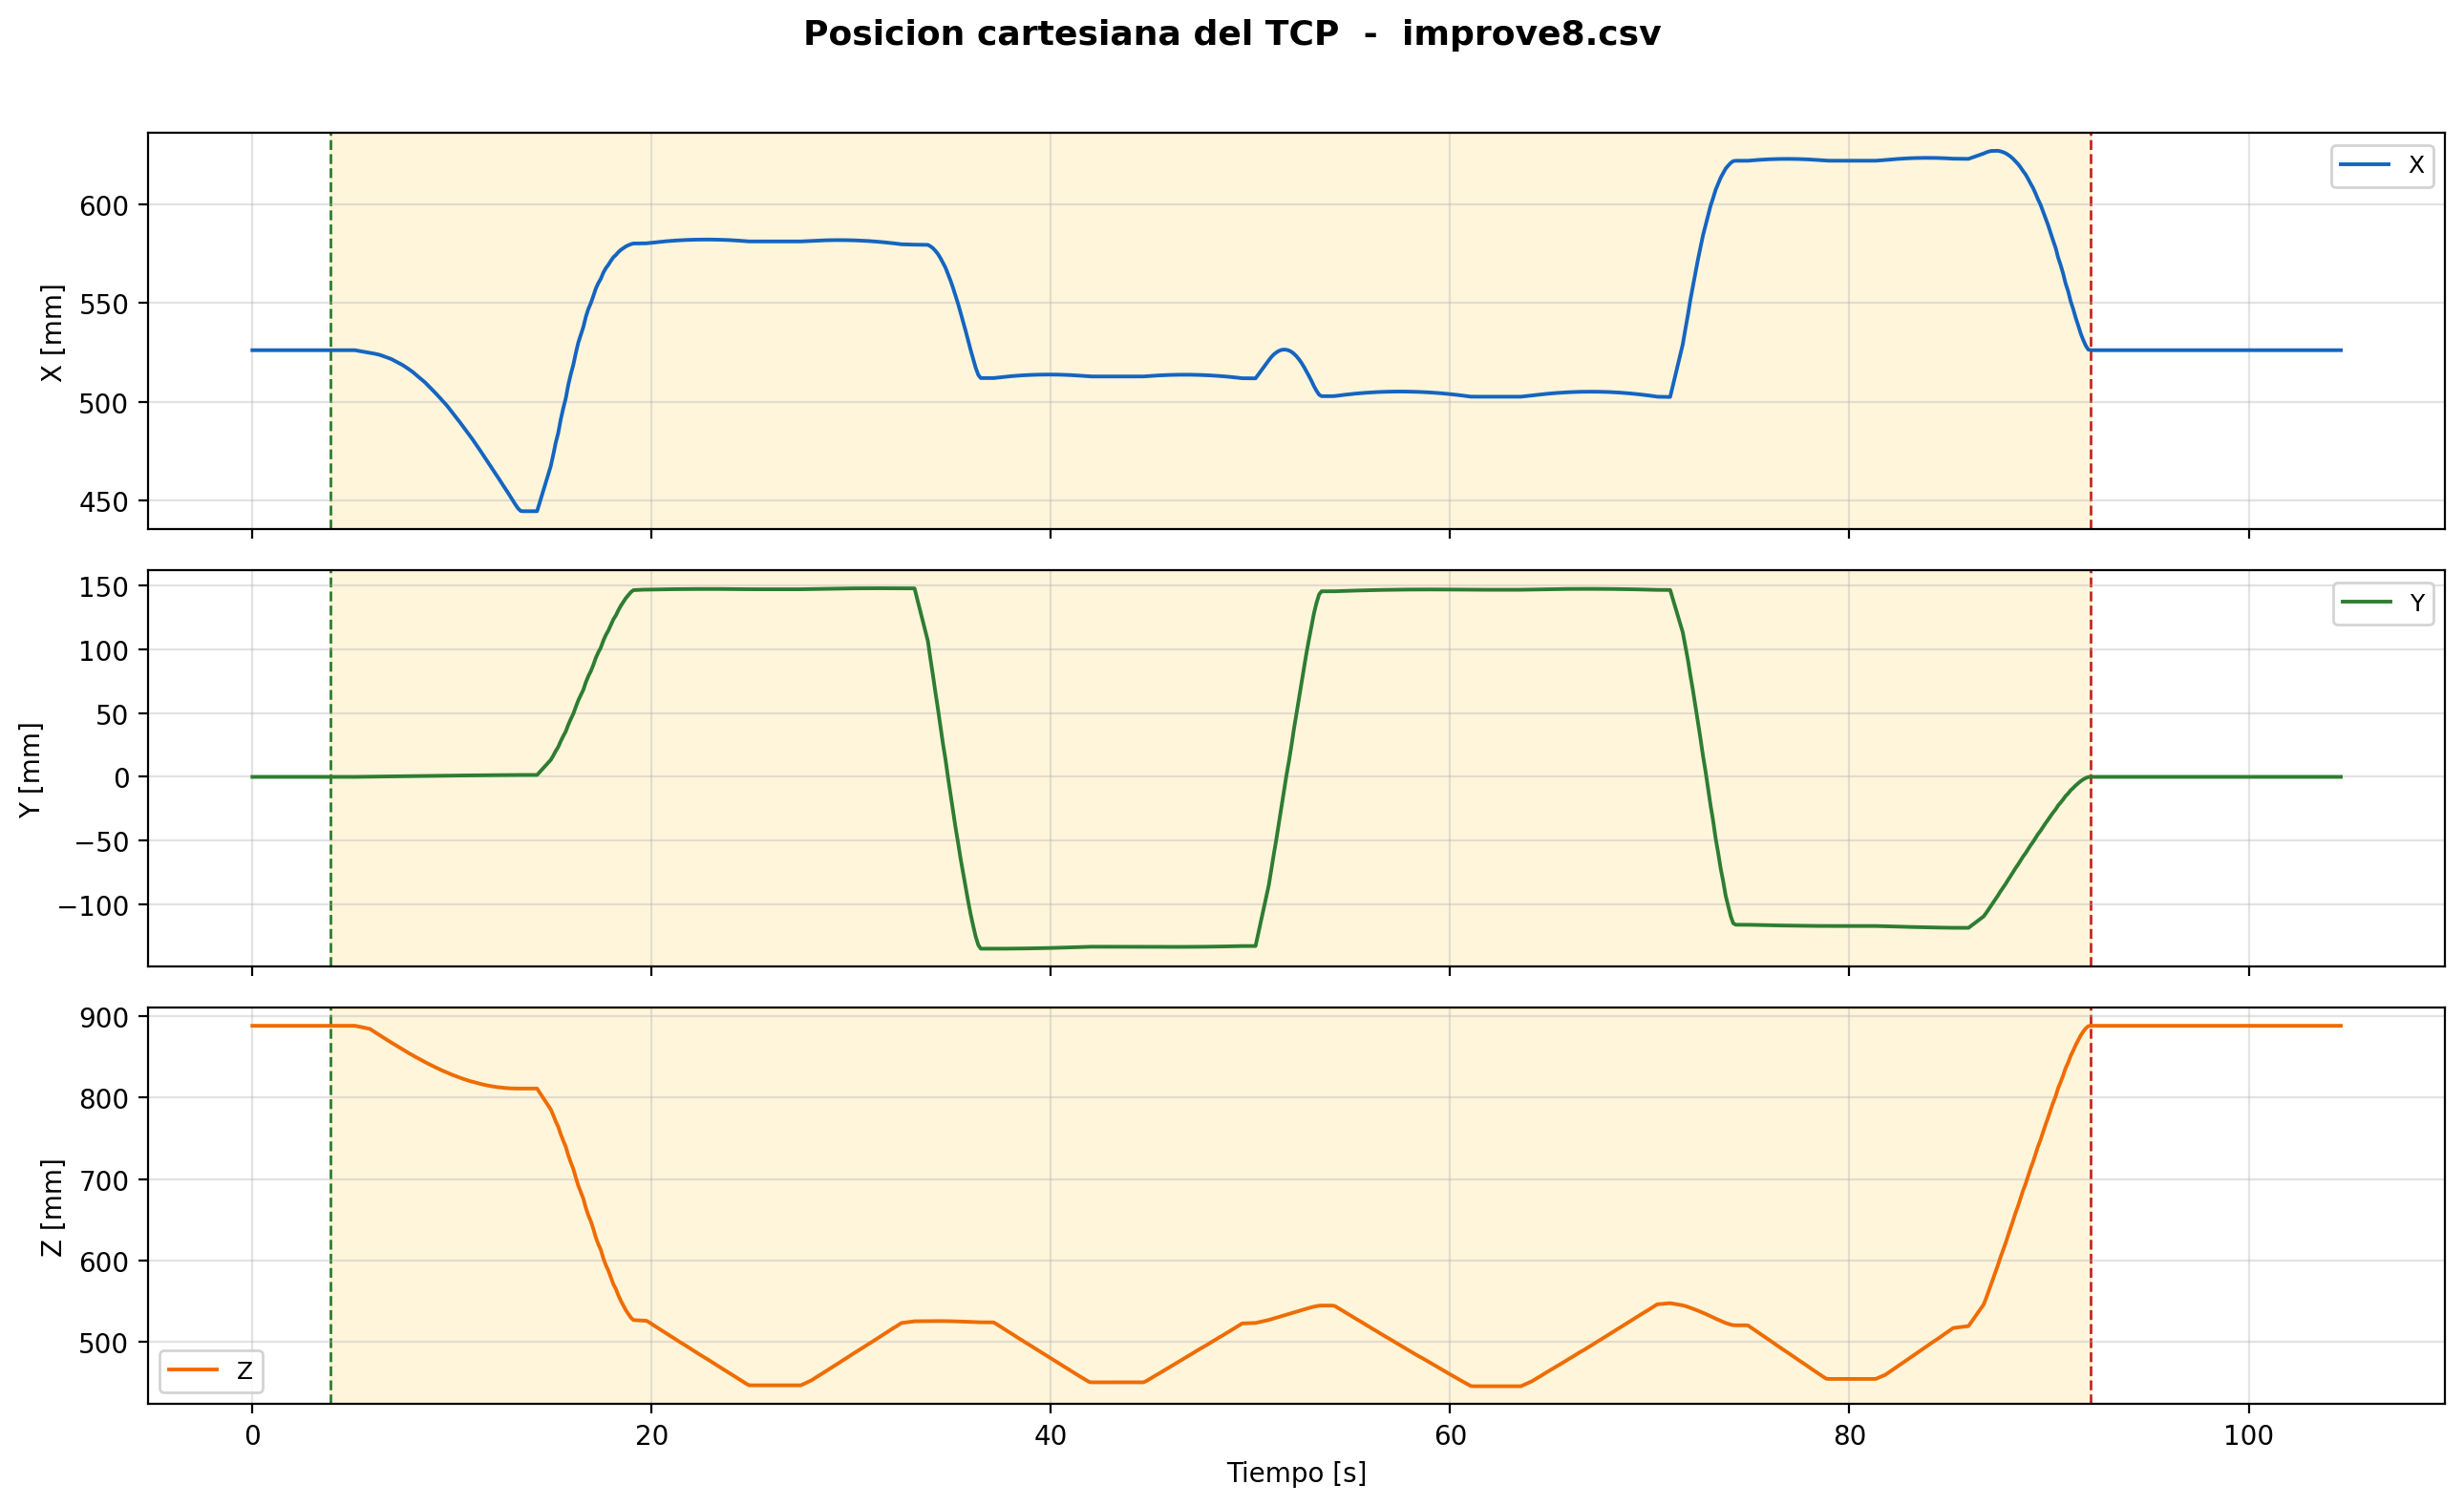 Posicion cartesiana del TCP - improve8.csv
X [mm]
600
550
500
450
X
Y [mm]
150
100
50
0
−50
−100
Y
Z [mm]
900
800
700
600
500
Z
0 20 40 60 80 100
Tiempo [s]